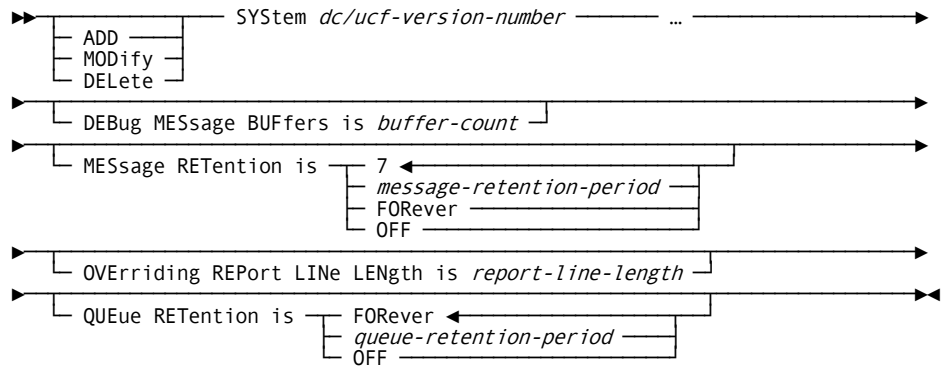 SYStem dc/ucf-version-number …
ADD
MODify
DELete
DEBug MESsage BUFfers is buffer-count
MESsage RETention is 7
message-retention-period
FORever
OFF
OVErriding REPort LINe LENgth is report-line-length
QUEue RETention is FORever
queue-retention-period
OFF